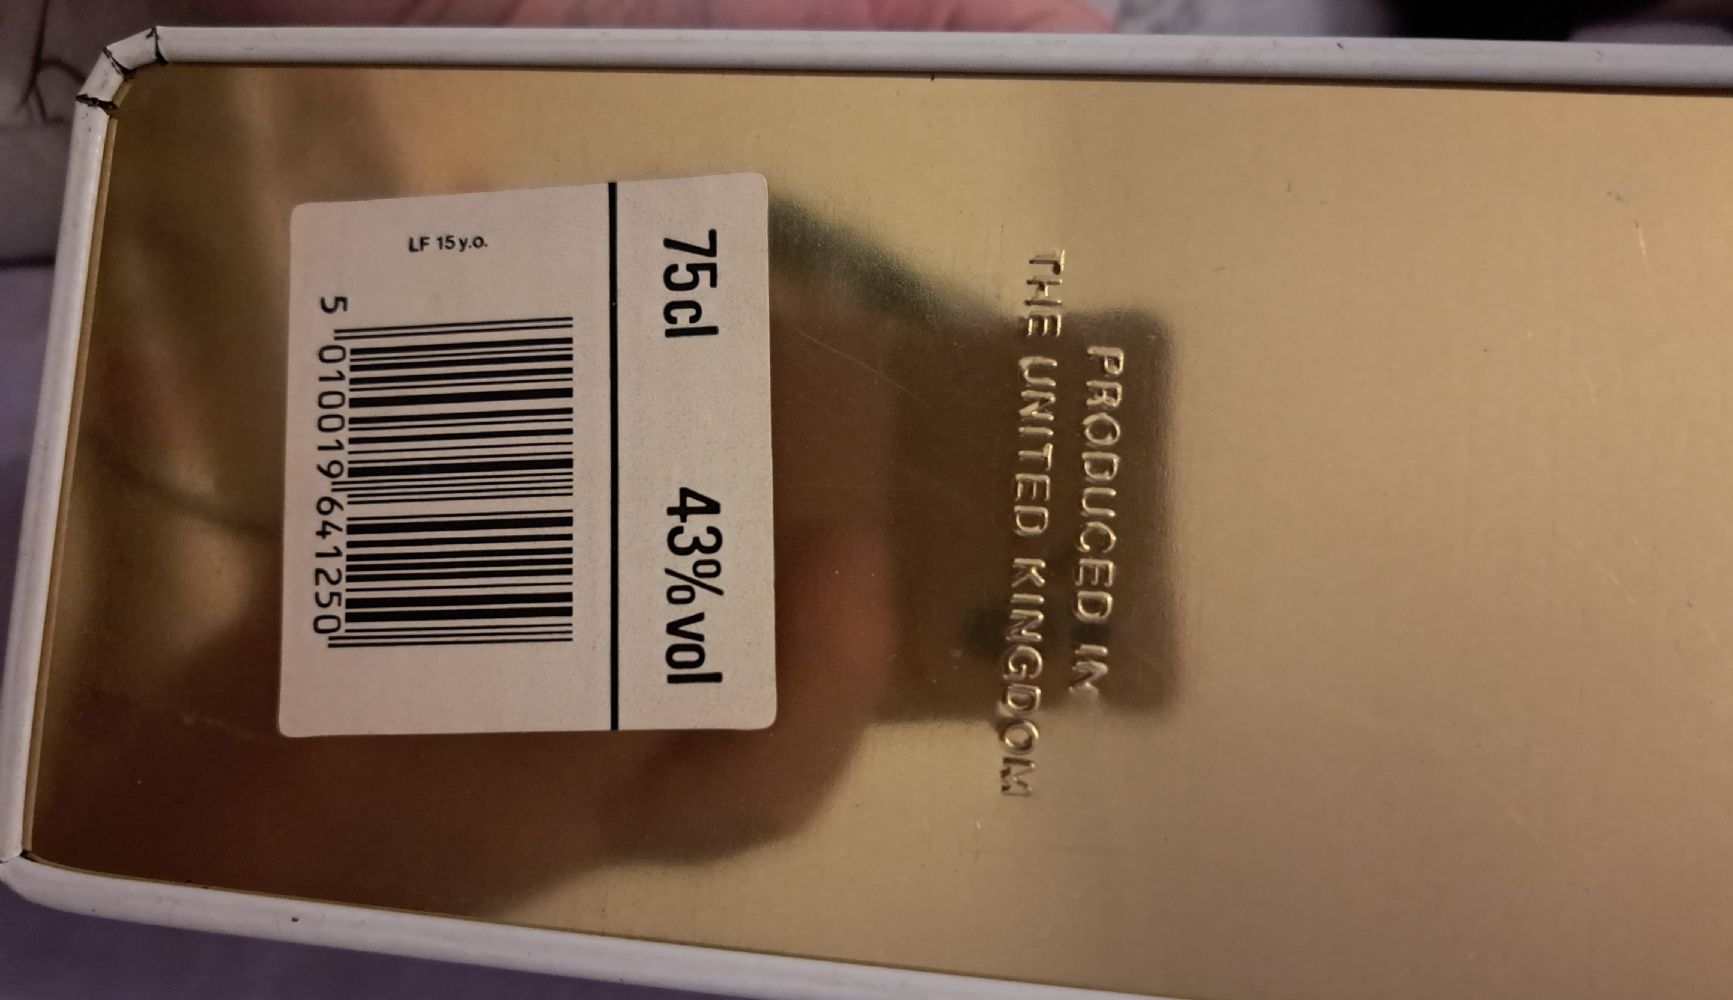 75cl 43%vol
LF 15 y.o.
5 010019 641250
PRODUCED IN
THE UNITED KINGDOM